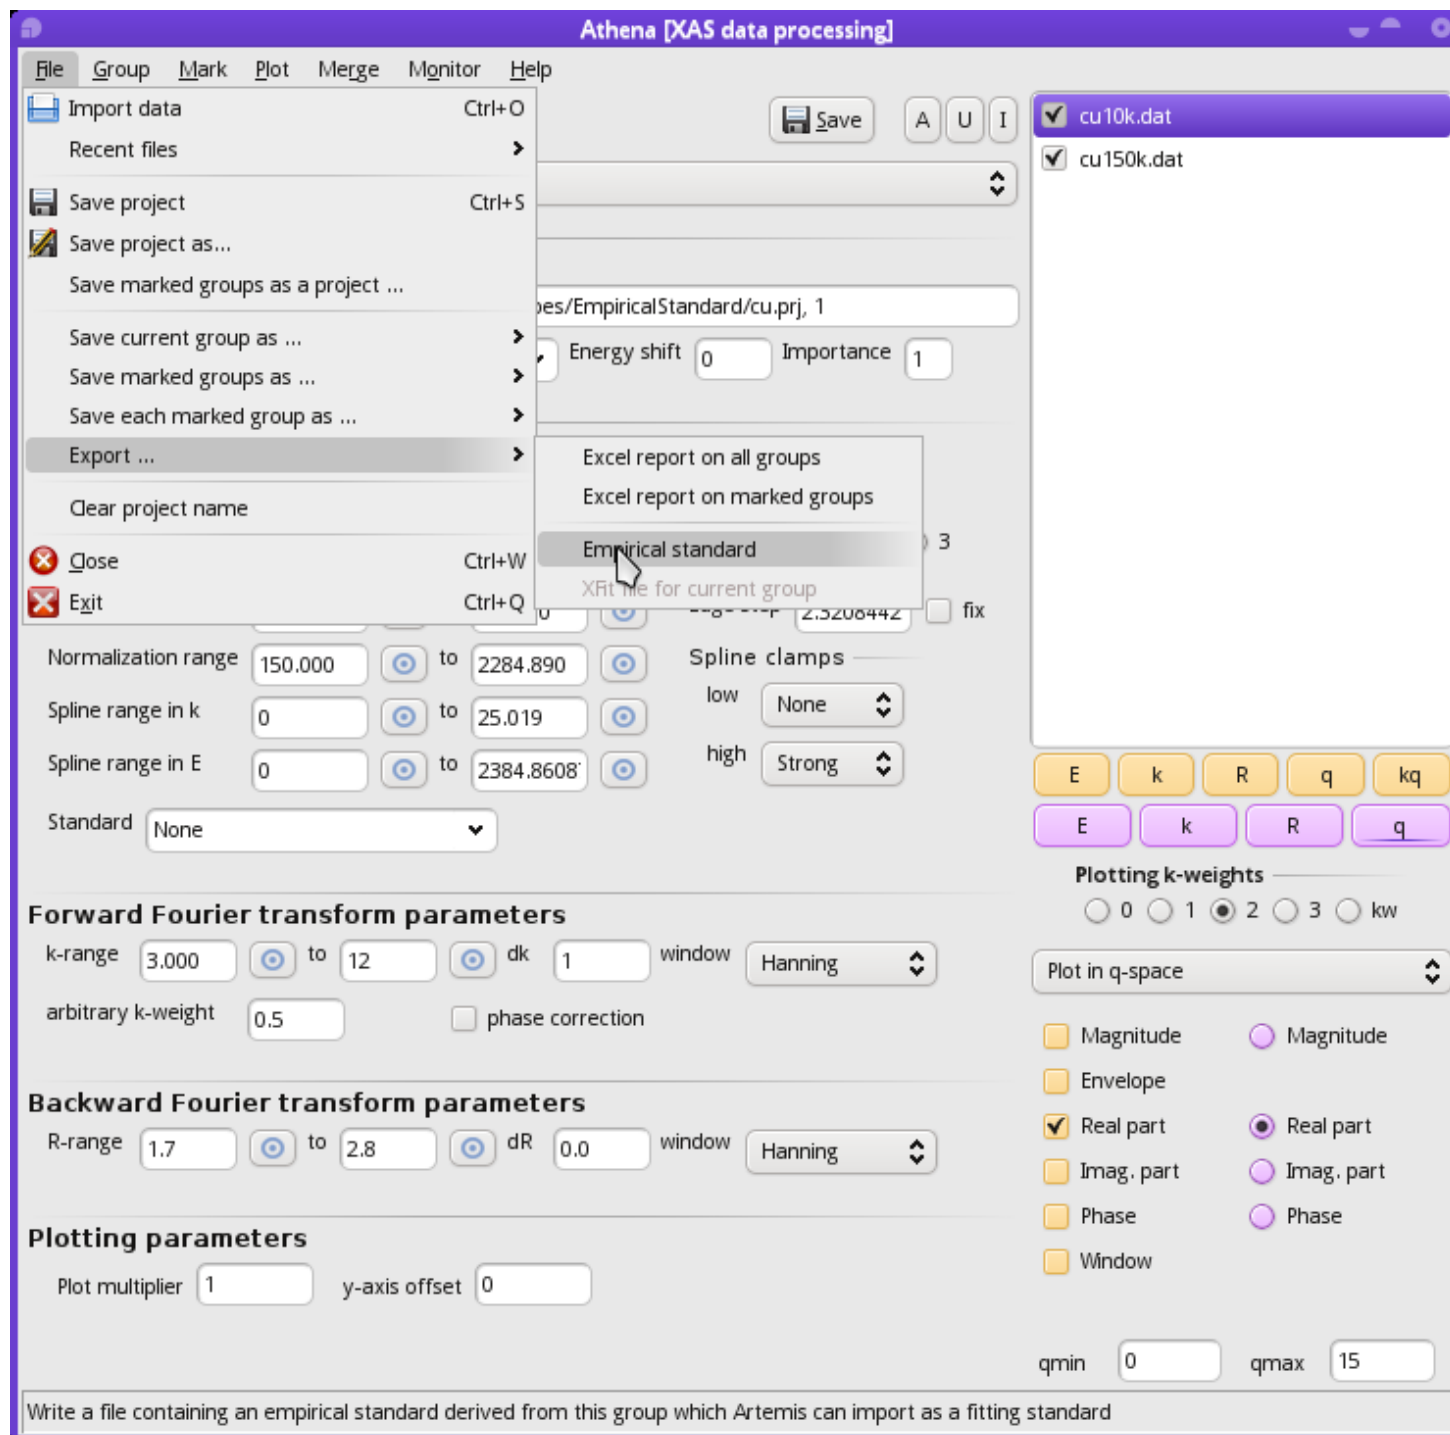 Athena [XAS data processing]
File Group Mark Plot Merge Monitor Help
Import data Ctrl+O
Recent files
Save project Ctrl+S
Save project as...
Save marked groups as a project ...
Save current group as ...
Save marked groups as ...
Save each marked group as ...
Export ...
Clear project name
Close Ctrl+W
Exit Ctrl+Q
Excel report on all groups
Excel report on marked groups
Empirical standard
XFit file for current group
Save A U I
/EmpiricalStandard/cu.prj, 1
Energy shift 0 Importance 1
3
2.3208442 fix
Normalization range 150.000 to 2284.890 Spline clamps
Spline range in k 0 to 25.019 low None
Spline range in E 0 to 2384.8608 high Strong
Standard None
Forward Fourier transform parameters
k-range 3.000 to 12 dk 1 window Hanning
arbitrary k-weight 0.5 phase correction
Backward Fourier transform parameters
R-range 1.7 to 2.8 dR 0.0 window Hanning
Plotting parameters
Plot multiplier 1 y-axis offset 0
cu10k.dat
cu150k.dat
E k R q kq
E k R q
Plotting k-weights
0 1 2 3 kw
Plot in q-space
Magnitude Magnitude
Envelope
Real part Real part
Imag. part Imag. part
Phase Phase
Window
qmin 0 qmax 15
Write a file containing an empirical standard derived from this group which Artemis can import as a fitting standard